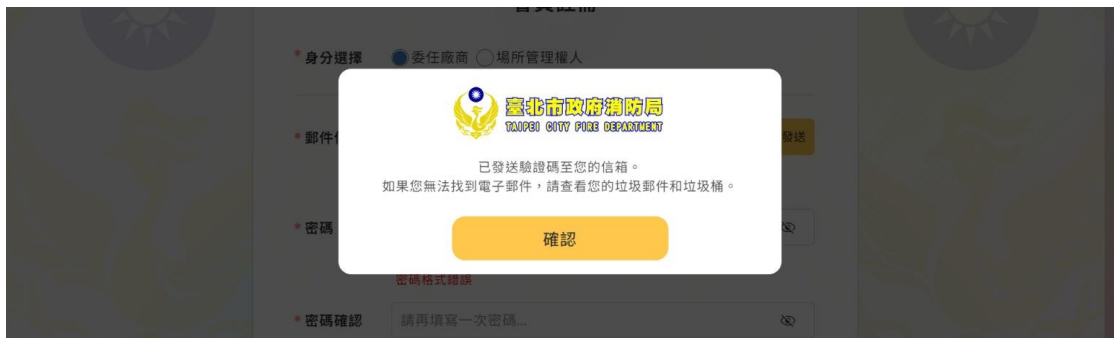 * 身分選擇 委任廠商 場所管理權人
臺北市政府消防局
TAIPEI CITY FIRE DEPARTMENT
* 郵件
發送
已發送驗證碼至您的信箱。
如果您無法找到電子郵件，請查看您的垃圾郵件和垃圾桶。
* 密碼
確認
密碼格式錯誤
* 密碼確認 請再填寫一次密碼...